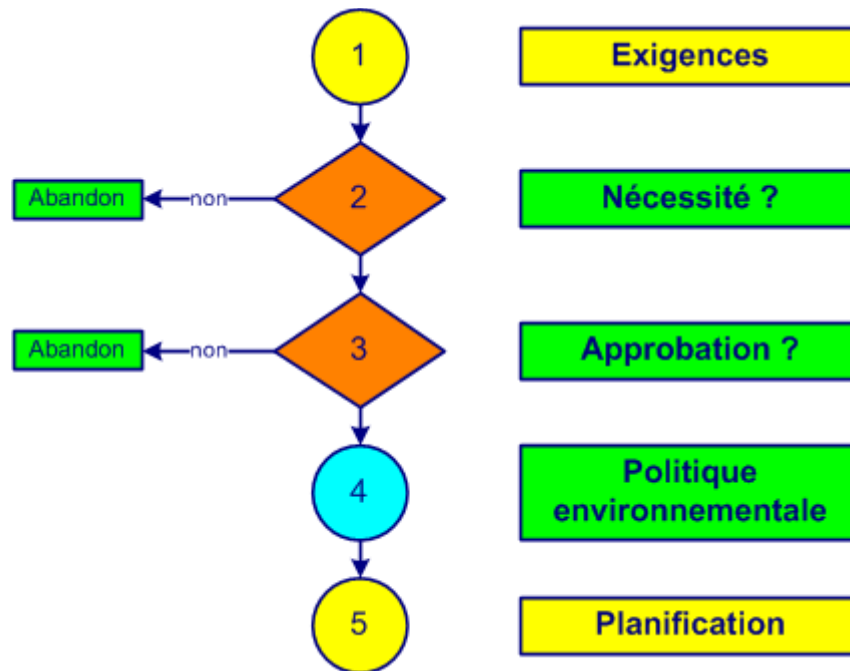 1
Exigences
Abandon
non
2
Nécessité ?
Abandon
non
3
Approbation ?
4
Politique
environnementale
5
Planification